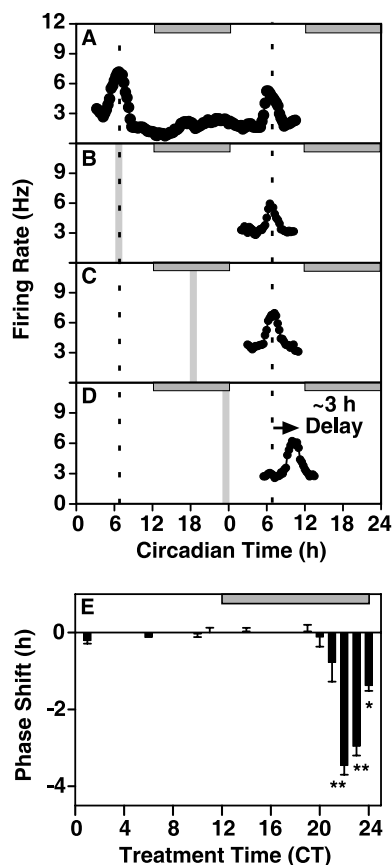 12
A
9
6
3
B
9
6
3
Firing Rate (Hz)
C
9
6
3
D
~3 h
Delay
9
6
3
0
0 6 12 18 0 6 12 18 24
Circadian Time (h)
E
0
-2
-4
Phase Shift (h)
*
**
**
0 4 8 12 16 20 24
Treatment Time (CT)